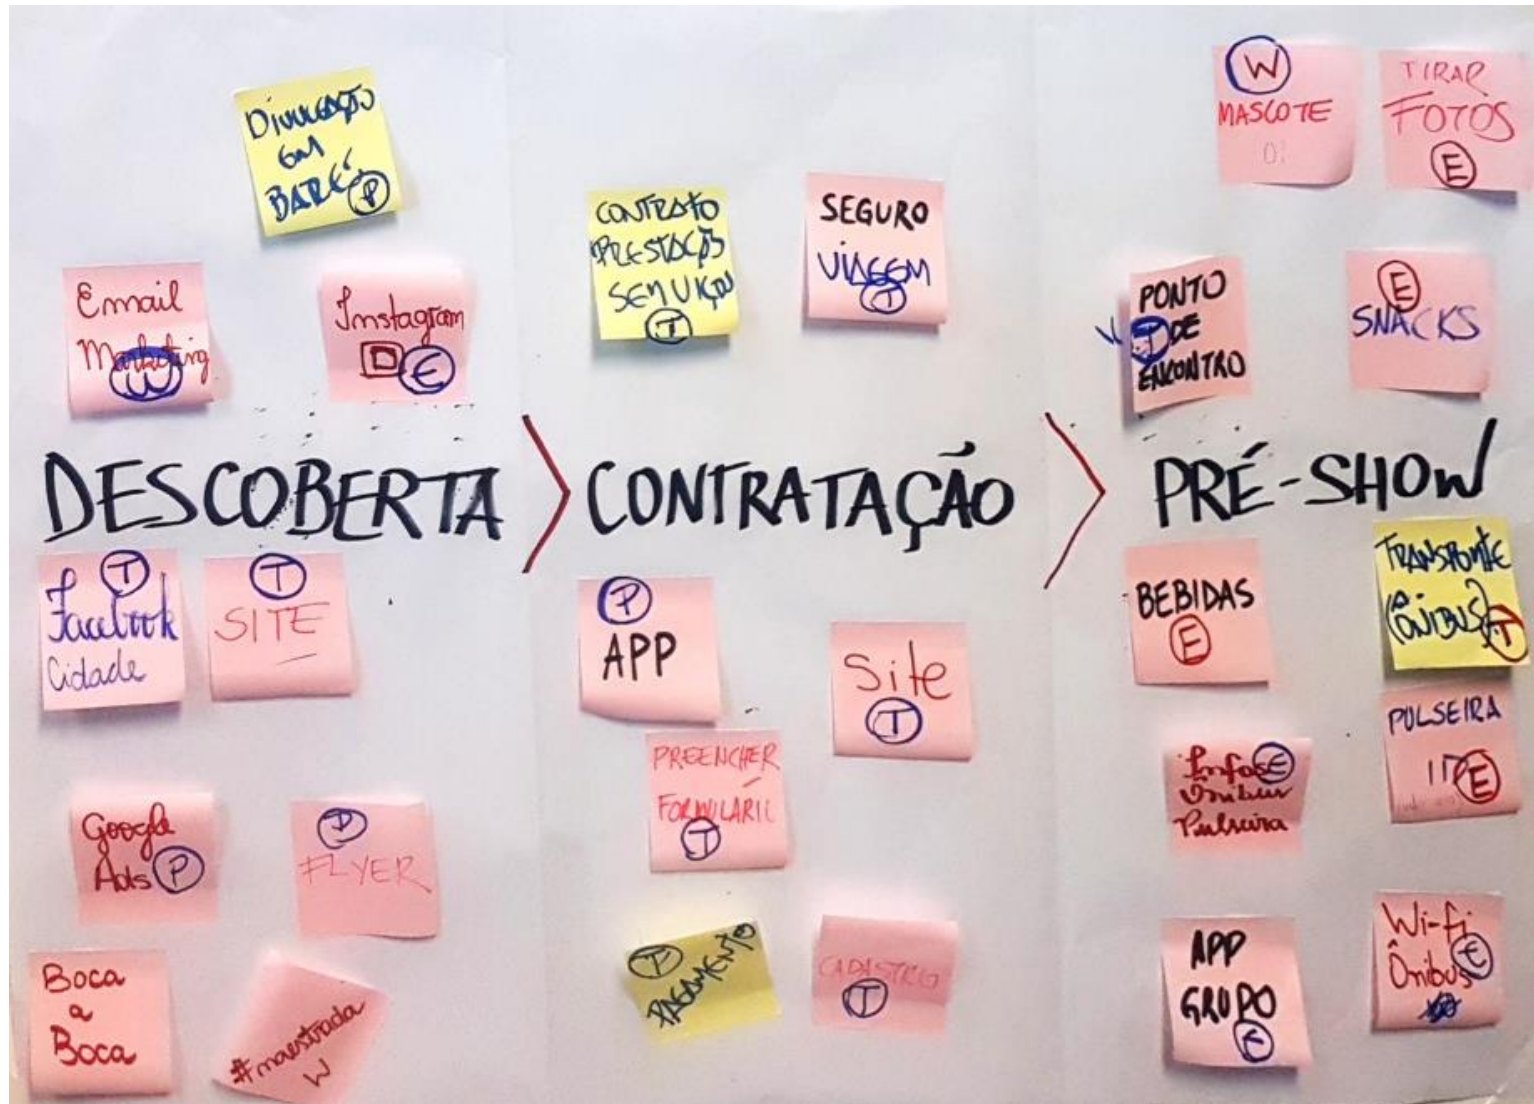 DIVULGAÇÃO
EM
BARES
P
Email
Marketing
W
Instagram
D E
DESCOBERTA
T
Facebook
Cidade
T
SITE
Google
Ads P
P
FLYER
Boca
a
Boca
#naestrada
W
CONTRATO
PRESTAÇÃO
SERVIÇOS
T
SEGURO
VIAGEM
T
CONTRATAÇÃO
P
APP
Site
T
PREENCHER
FORMULÁRIO
T
T
PAGAMENTO
CADASTRO
T
W
MASCOTE
TIRAR
FOTOS
E
PONTO
T DE
ENCONTRO
E
SNACKS
PRÉ-SHOW
BEBIDAS
E
TRANSPORTE
(ÔNIBUS) T
Infos E
Ônibus
Pulseira
PULSEIRA
E
APP
GRUPO
E
Wi-fi
Ônibus E